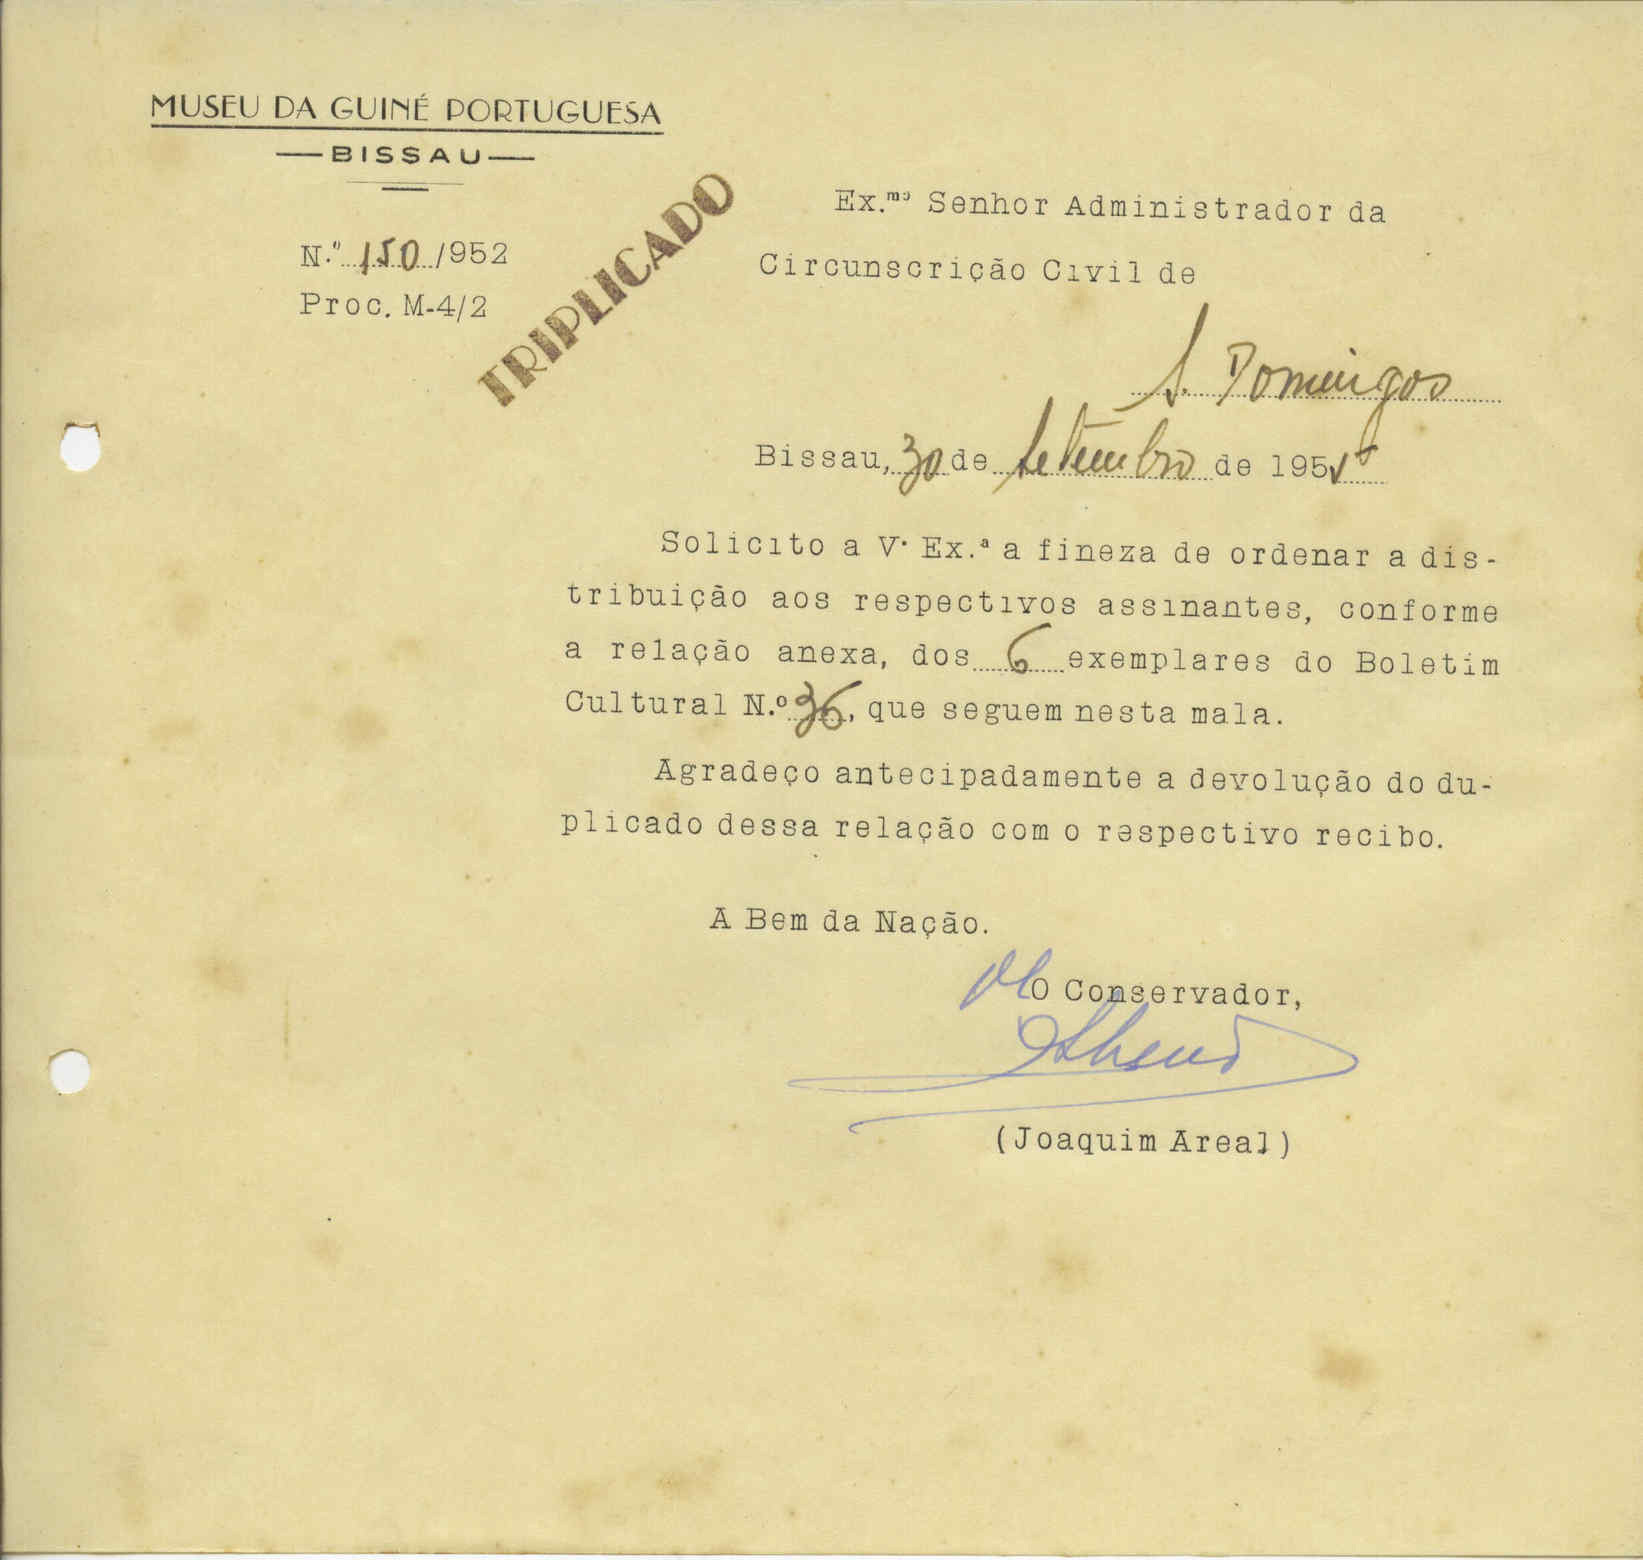 MUSEU DA GUINÉ PORTUGUESA
BISSAU
N.º 150/952
Proc. M-4/2
TRIPLICADO
Ex.mo Senhor Administrador da
Circunscrição Civil de
S. Domingos
Bissau, 30 de Setembro de 195
Solicito a V. Ex.ª a fineza de ordenar a dis-
tribuição aos respectivos assinantes, conforme
a relação anexa, dos 6 exemplares do Boletim
Cultural N.º 36, que seguem nesta mala.
Agradeço antecipadamente a devolução do du-
plicado dessa relação com o respectivo recibo.
A Bem da Nação.
O Conservador,
(Joaquim Areal)